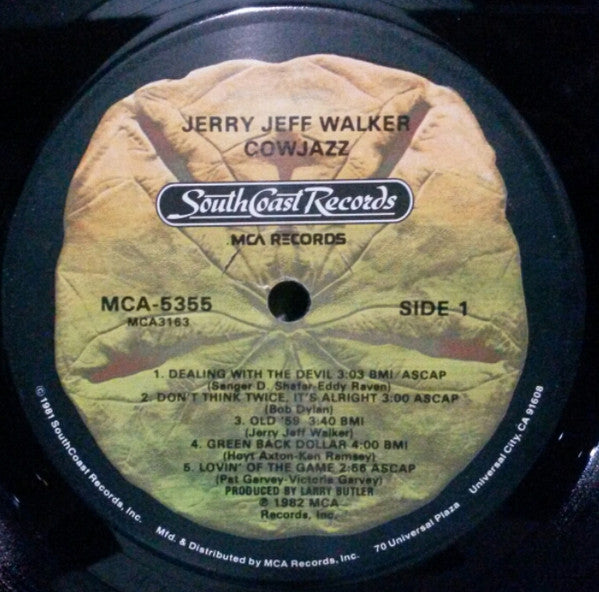 JERRY JEFF WALKER
COWJAZZ
SouthCoast Records
MCA RECORDS
MCA-5355
MCA3163
SIDE 1
1. DEALING WITH THE DEVIL 3:03 BMI/ASCAP
(Sanger D. Shafer-Eddy Raven)
2. DON'T THINK TWICE, IT'S ALRIGHT 3:00 ASCAP
(Bob Dylan)
3. OLD '59 3:40 BMI
(Jerry Jeff Walker)
4. GREEN BACK DOLLAR 4:00 BMI
(Hoyt Axton-Ken Ramsey)
5. LOVIN' OF THE GAME 2:56 ASCAP
(Pat Garvey-Victoria Garvey)
PRODUCED BY LARRY BUTLER
℗ 1982 MCA
Records, Inc.
© 1981 SouthCoast Records, Inc. Mfd. & Distributed by MCA Records, Inc. 70 Universal Plaza Universal City, CA 91608